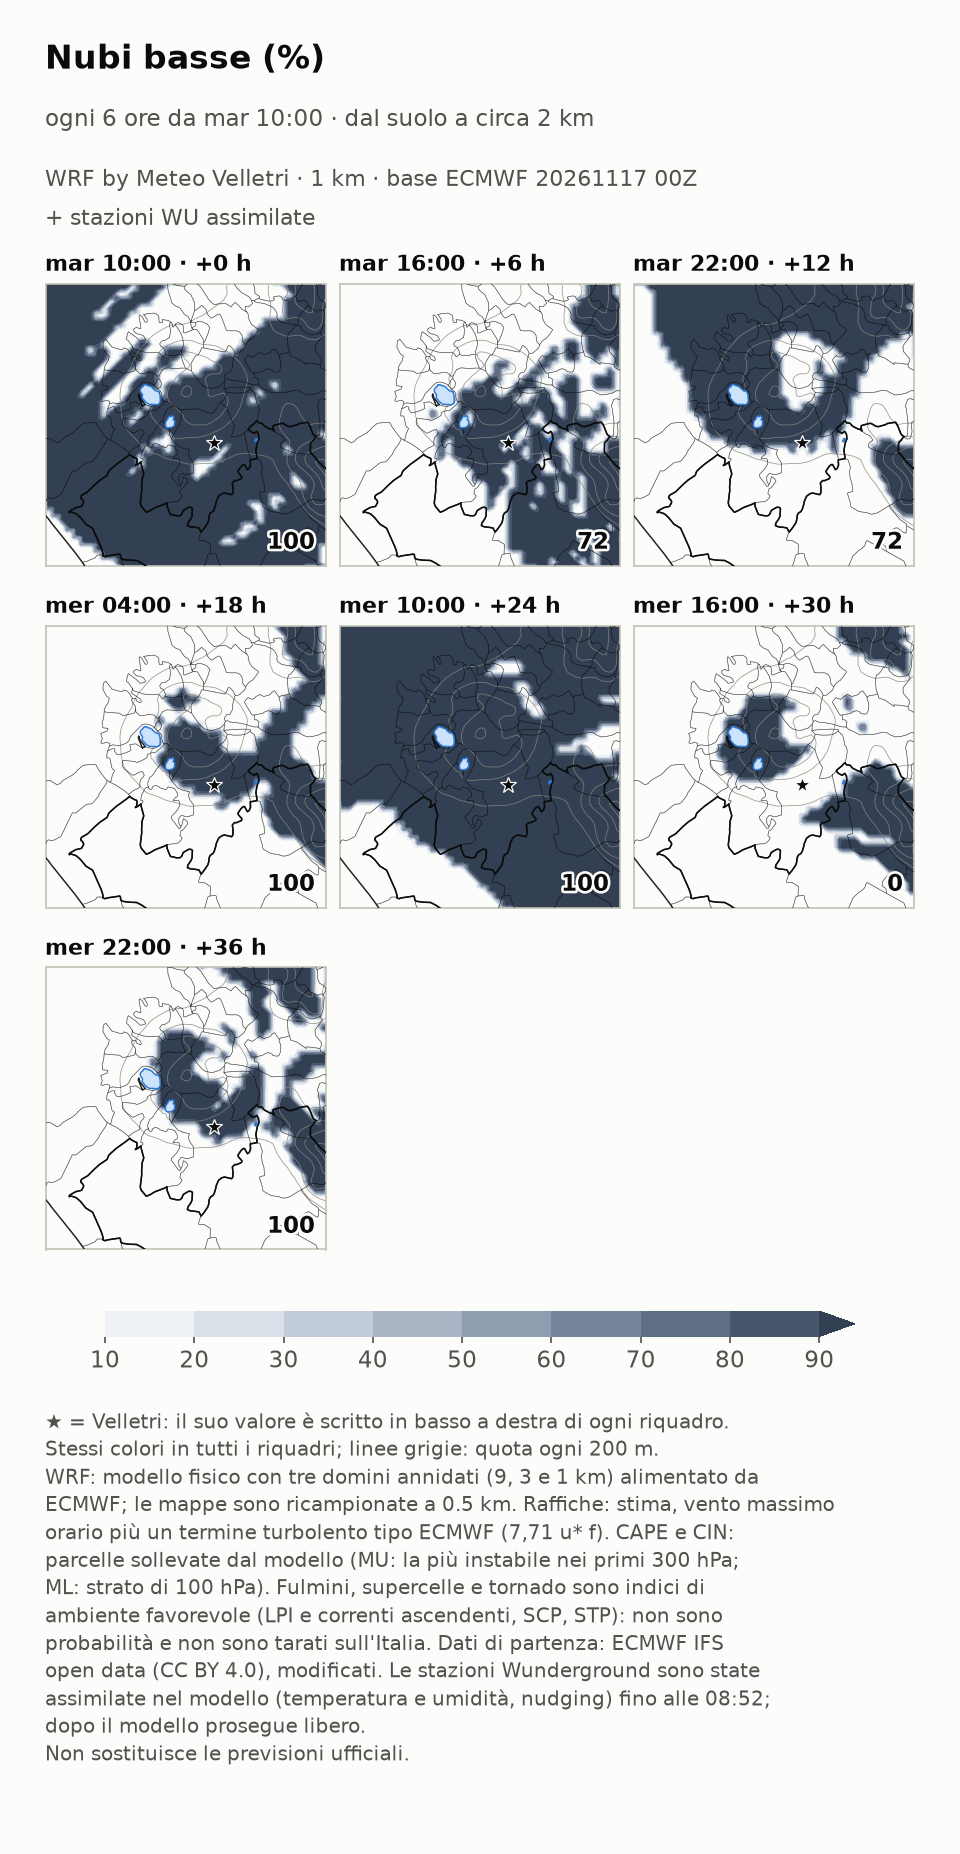 Nubi basse (%)
ogni 6 ore da mar 10:00 · dal suolo a circa 2 km
WRF by Meteo Velletri · 1 km · base ECMWF 20261117 00Z
+ stazioni WU assimilate
mar 10:00 · +0 h
mar 16:00 · +6 h
mar 22:00 · +12 h
100
72
72
mer 04:00 · +18 h
mer 10:00 · +24 h
mer 16:00 · +30 h
100
100
0
mer 22:00 · +36 h
100
10 20 30 40 50 60 70 80 90
★ = Velletri: il suo valore è scritto in basso a destra di ogni riquadro.
Stessi colori in tutti i riquadri; linee grigie: quota ogni 200 m.
WRF: modello fisico con tre domini annidati (9, 3 e 1 km) alimentato da
ECMWF; le mappe sono ricampionate a 0.5 km. Raffiche: stima, vento massimo
orario più un termine turbolento tipo ECMWF (7,71 u* f). CAPE e CIN:
parcelle sollevate dal modello (MU: la più instabile nei primi 300 hPa;
ML: strato di 100 hPa). Fulmini, supercelle e tornado sono indici di
ambiente favorevole (LPI e correnti ascendenti, SCP, STP): non sono
probabilità e non sono tarati sull'Italia. Dati di partenza: ECMWF IFS
open data (CC BY 4.0), modificati. Le stazioni Wunderground sono state
assimilate nel modello (temperatura e umidità, nudging) fino alle 08:52;
dopo il modello prosegue libero.
Non sostituisce le previsioni ufficiali.